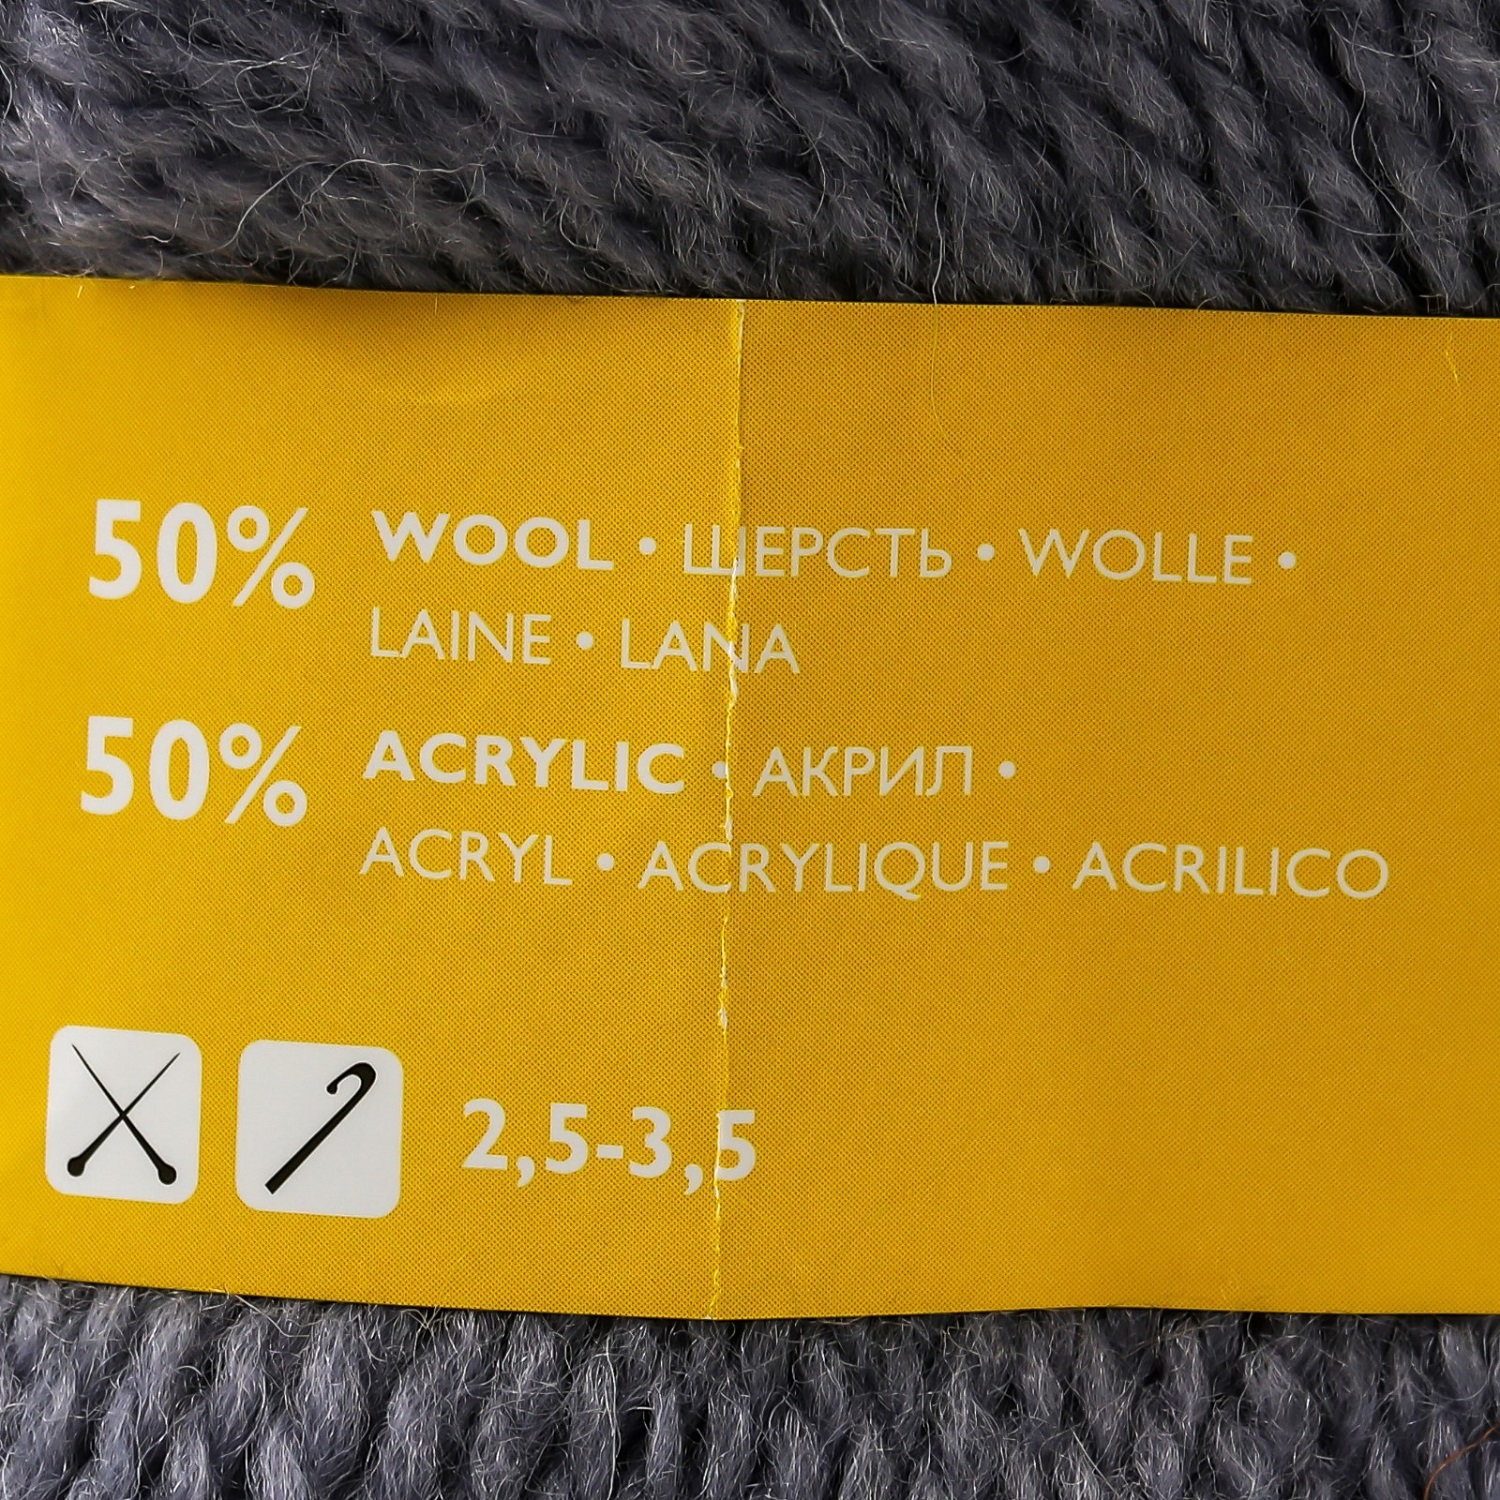 50% WOOL • ШЕРСТЬ • WOLLE •
LAINE • LANA
50% ACRYLIC • АКРИЛ •
ACRYL • ACRYLIQUE • ACRILICO
2,5-3,5